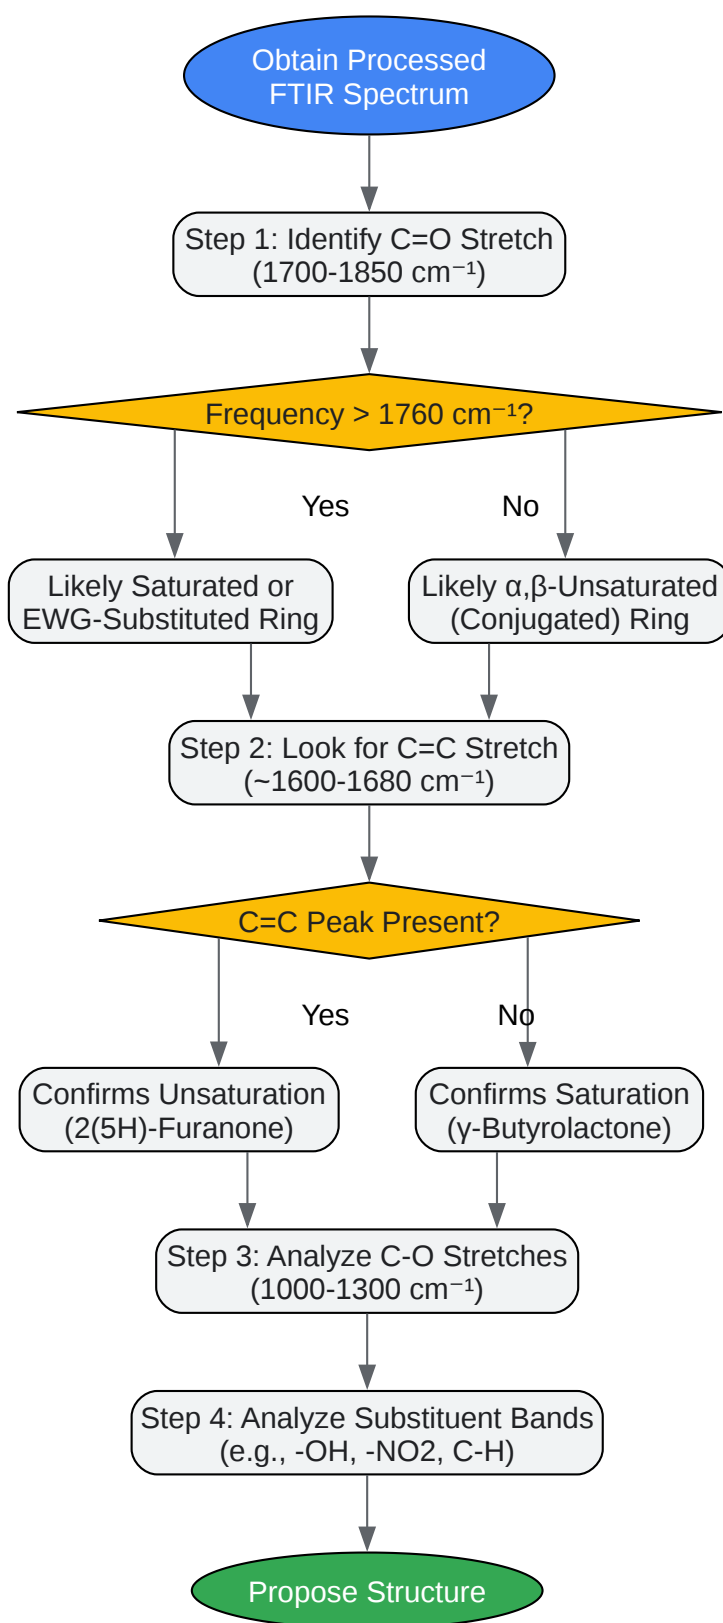 Obtain Processed
FTIR Spectrum
Step 1: Identify C=O Stretch
(1700-1850 cm⁻¹)
Frequency > 1760 cm⁻¹?
Yes
No
Likely Saturated or
EWG-Substituted Ring
Likely α,β-Unsaturated
(Conjugated) Ring
Step 2: Look for C=C Stretch
(~1600-1680 cm⁻¹)
C=C Peak Present?
Yes
No
Confirms Unsaturation
(2(5H)-Furanone)
Confirms Saturation
(γ-Butyrolactone)
Step 3: Analyze C-O Stretches
(1000-1300 cm⁻¹)
Step 4: Analyze Substituent Bands
(e.g., -OH, -NO2, C-H)
Propose Structure